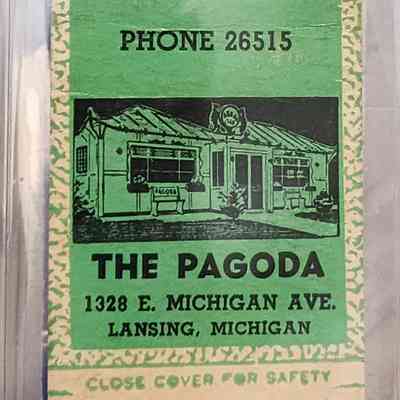 PHONE 26515
PAGODA
THE PAGODA
1328 E. MICHIGAN AVE.
LANSING, MICHIGAN
CLOSE COVER FOR SAFETY